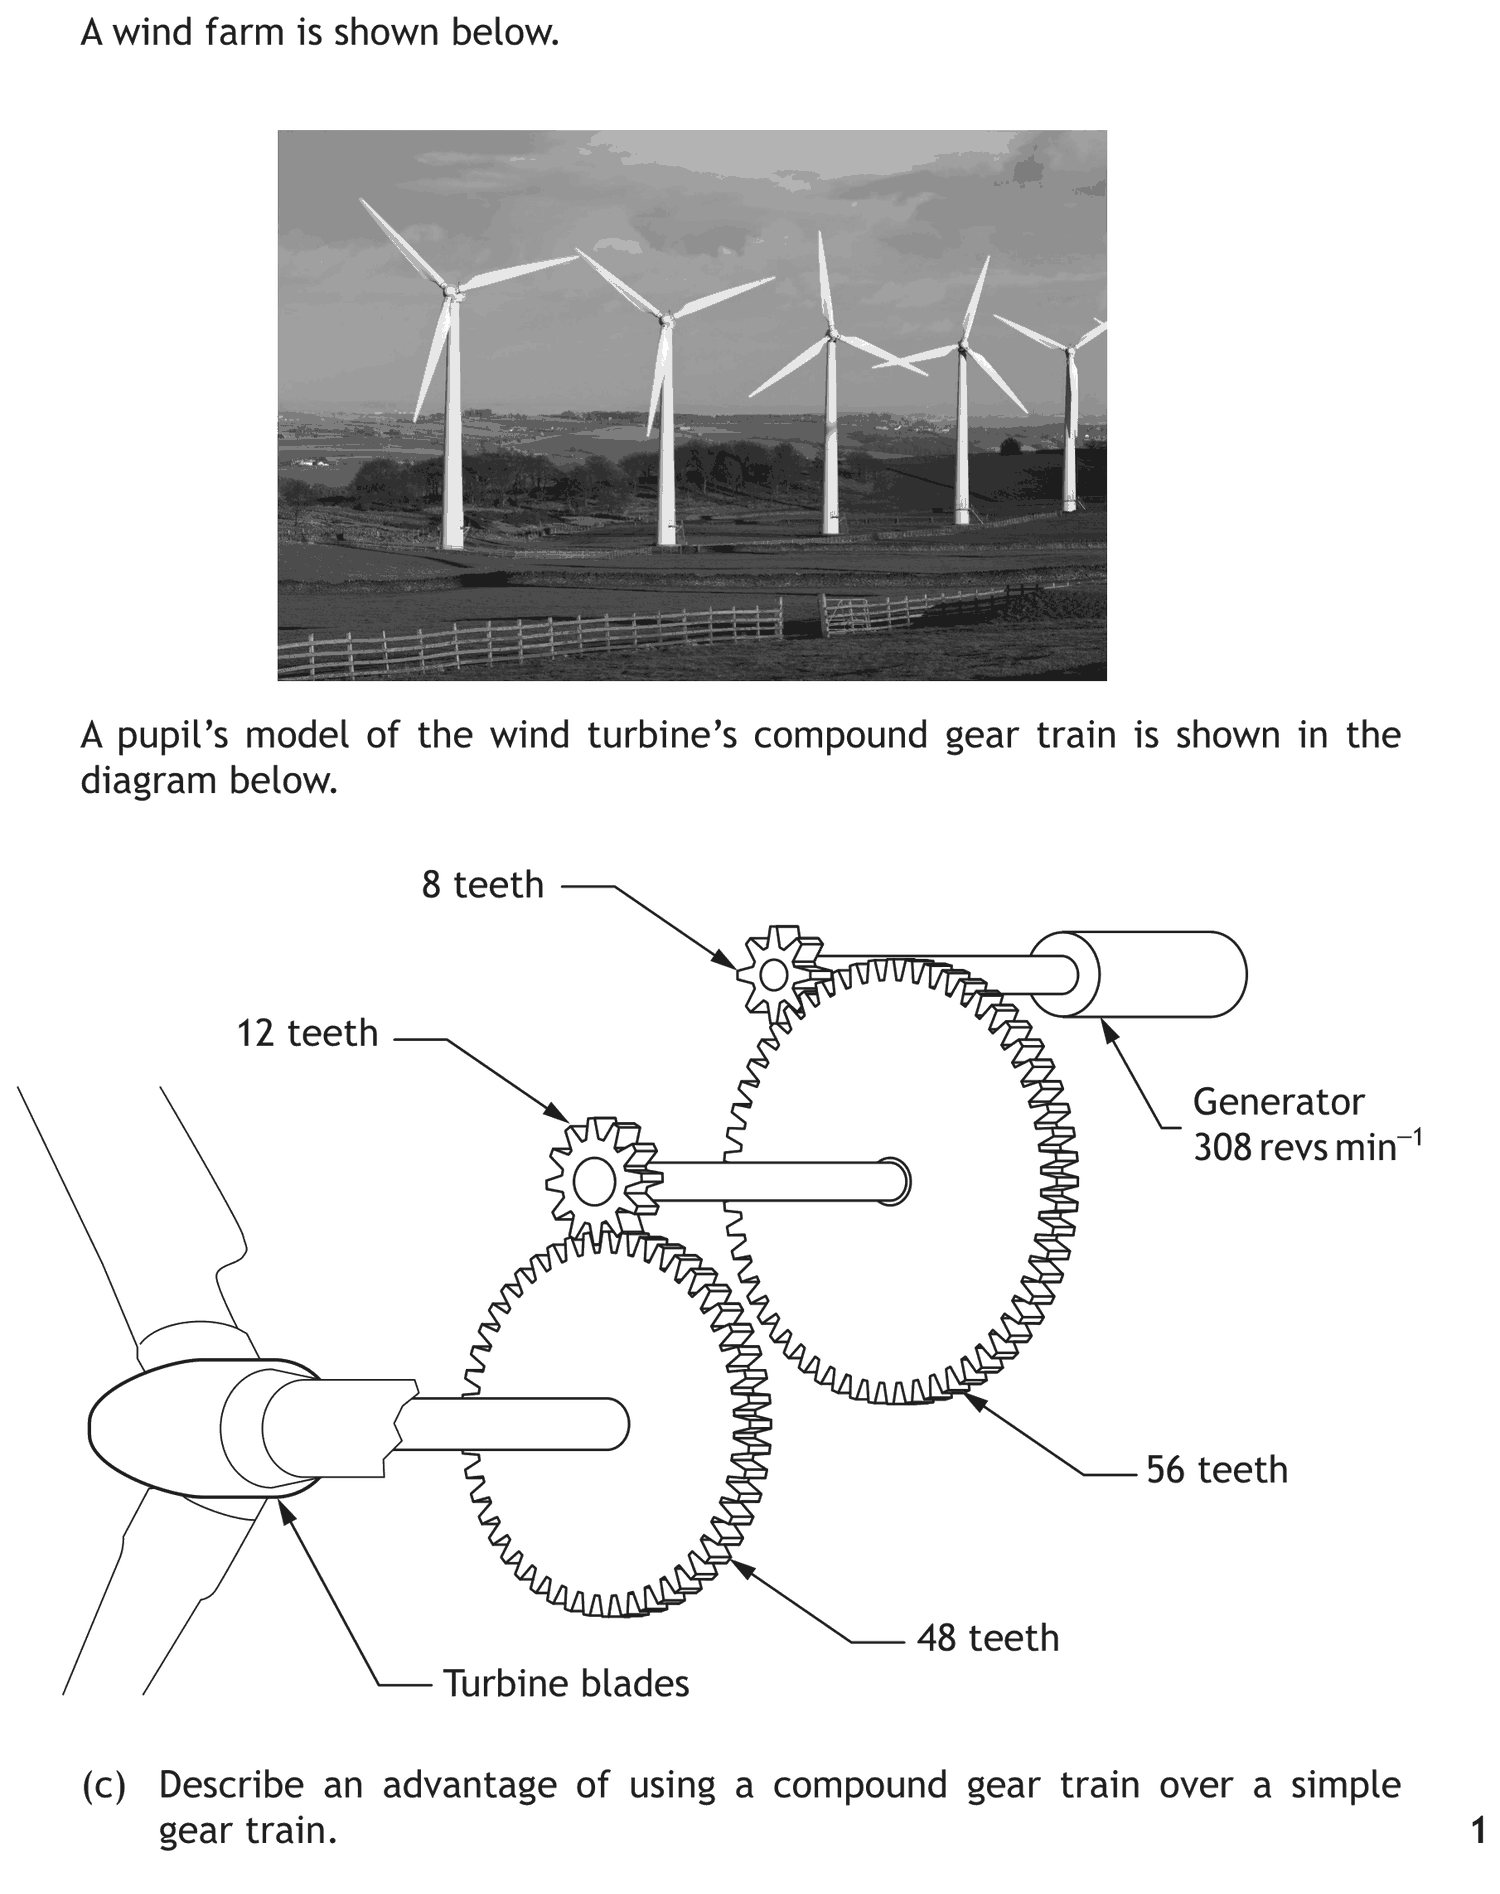 A wind farm is shown below.
A pupil’s model of the wind turbine’s compound gear train is shown in the
diagram below.
8 teeth
12 teeth
Generator
308 revs min⁻¹
56 teeth
48 teeth
Turbine blades
(c) Describe an advantage of using a compound gear train over a simple
gear train.
1